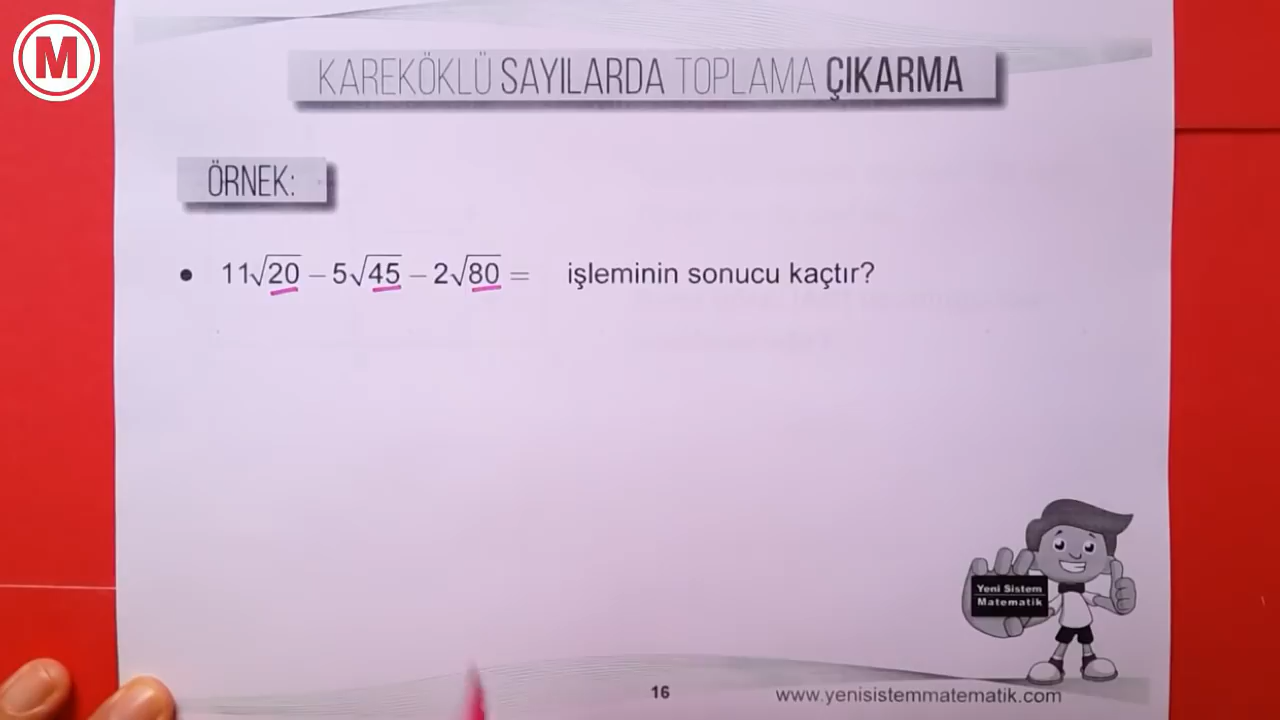 M
KAREKÖKLÜ SAYILARDA TOPLAMA ÇIKARMA
ÖRNEK:
• 11√20 – 5√45 – 2√80 = işleminin sonucu kaçtır?
Yeni Sistem
Matematik
16
www.yenisistemmatematik.com